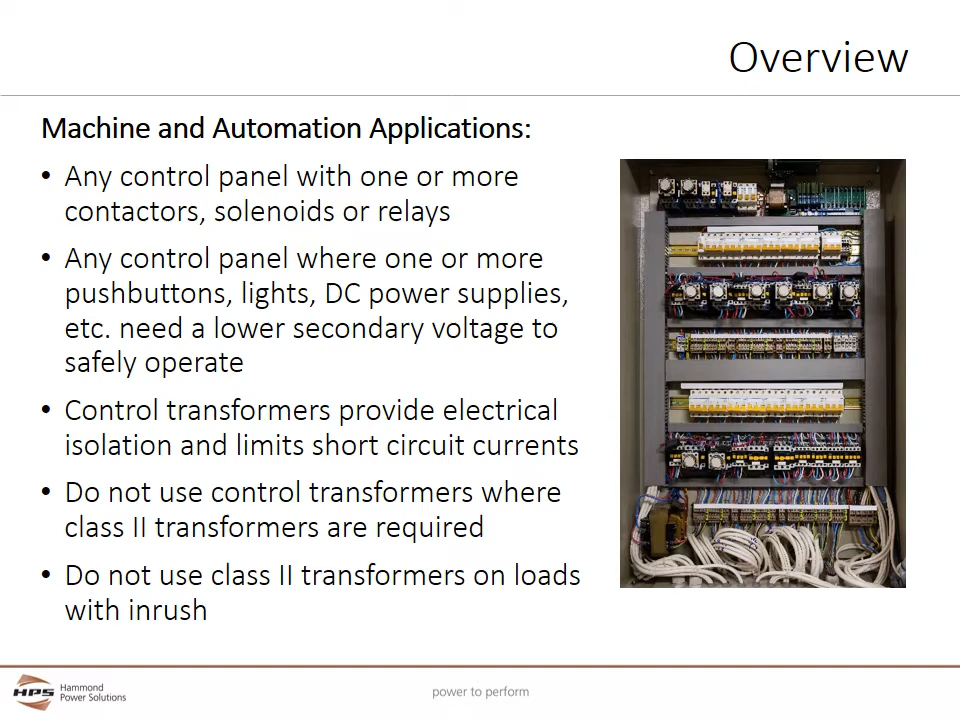 Overview
Machine and Automation Applications:
• Any control panel with one or more
contactors, solenoids or relays
• Any control panel where one or more
pushbuttons, lights, DC power supplies,
etc. need a lower secondary voltage to
safely operate
• Control transformers provide electrical
isolation and limits short circuit currents
• Do not use control transformers where
class II transformers are required
• Do not use class II transformers on loads
with inrush
HPS
Hammond
Power Solutions
power to perform